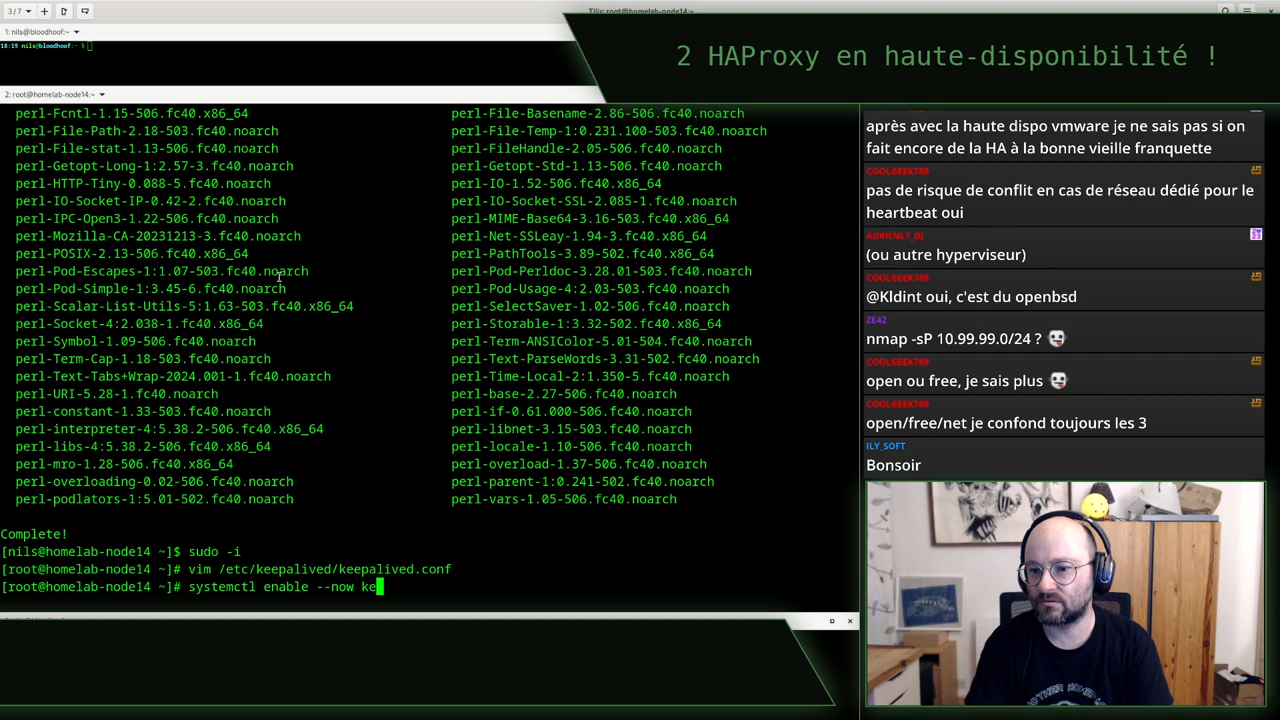 3 / 7
Tilix: root@homelab-node14:~
1: nils@bloodhoof:~
18:19 nils@bloodhoof:~ $
2 HAProxy en haute-disponibilité !
2: root@homelab-node14:~
perl-Fcntl-1.15-506.fc40.x86_64 perl-File-Basename-2.86-506.fc40.noarch
perl-File-Path-2.18-503.fc40.noarch perl-File-Temp-1:0.231.100-503.fc40.noarch
perl-File-stat-1.13-506.fc40.noarch perl-FileHandle-2.05-506.fc40.noarch
perl-Getopt-Long-1:2.57-3.fc40.noarch perl-Getopt-Std-1.13-506.fc40.noarch
perl-HTTP-Tiny-0.088-5.fc40.noarch perl-IO-1.52-506.fc40.x86_64
perl-IO-Socket-IP-0.42-2.fc40.noarch perl-IO-Socket-SSL-2.085-1.fc40.noarch
perl-IPC-Open3-1.22-506.fc40.noarch perl-MIME-Base64-3.16-503.fc40.x86_64
perl-Mozilla-CA-20231213-3.fc40.noarch perl-Net-SSLeay-1.94-3.fc40.x86_64
perl-POSIX-2.13-506.fc40.x86_64 perl-PathTools-3.89-502.fc40.x86_64
perl-Pod-Escapes-1:1.07-503.fc40.noarch perl-Pod-Perldoc-3.28.01-503.fc40.noarch
perl-Pod-Simple-1:3.45-6.fc40.noarch perl-Pod-Usage-4:2.03-503.fc40.noarch
perl-Scalar-List-Utils-5:1.63-503.fc40.x86_64 perl-SelectSaver-1.02-506.fc40.noarch
perl-Socket-4:2.038-1.fc40.x86_64 perl-Storable-1:3.32-502.fc40.x86_64
perl-Symbol-1.09-506.fc40.noarch perl-Term-ANSIColor-5.01-504.fc40.noarch
perl-Term-Cap-1.18-503.fc40.noarch perl-Text-ParseWords-3.31-502.fc40.noarch
perl-Text-Tabs+Wrap-2024.001-1.fc40.noarch perl-Time-Local-2:1.350-5.fc40.noarch
perl-URI-5.28-1.fc40.noarch perl-base-2.27-506.fc40.noarch
perl-constant-1.33-503.fc40.noarch perl-if-0.61.000-506.fc40.noarch
perl-interpreter-4:5.38.2-506.fc40.x86_64 perl-libnet-3.15-503.fc40.noarch
perl-libs-4:5.38.2-506.fc40.x86_64 perl-locale-1.10-506.fc40.noarch
perl-mro-1.28-506.fc40.x86_64 perl-overload-1.37-506.fc40.noarch
perl-overloading-0.02-506.fc40.noarch perl-parent-1:0.241-502.fc40.noarch
perl-podlators-1:5.01-502.fc40.noarch perl-vars-1.05-506.fc40.noarch
Complete!
[nils@homelab-node14 ~]$ sudo -i
[root@homelab-node14 ~]# vim /etc/keepalived/keepalived.conf
[root@homelab-node14 ~]# systemctl enable --now ke
après avec la haute dispo vmware je ne sais pas si on
fait encore de la HA à la bonne vieille franquette
COOLGEEK789
pas de risque de conflit en cas de réseau dédié pour le
heartbeat oui
ADRIENLT_DJ
(ou autre hyperviseur)
COOLGEEK789
@Kldint oui, c'est du openbsd
ZE42
nmap -sP 10.99.99.0/24 ?
COOLGEEK789
open ou free, je sais plus
COOLGEEK789
open/free/net je confond toujours les 3
ILY_SOFT
Bonsoir